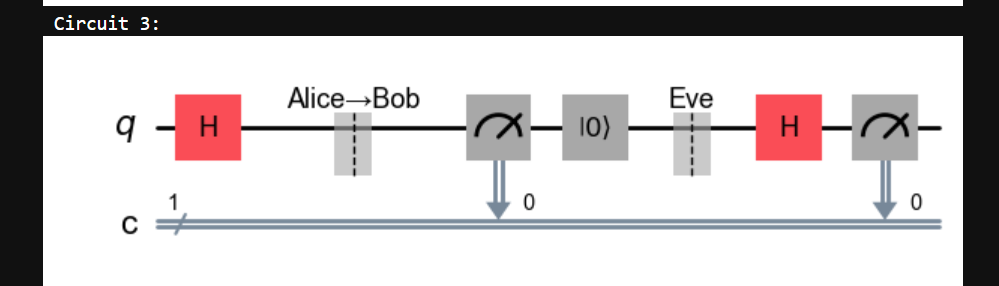 Circuit 3:
Alice→Bob Eve
q H |0⟩ H
1 0 0
c